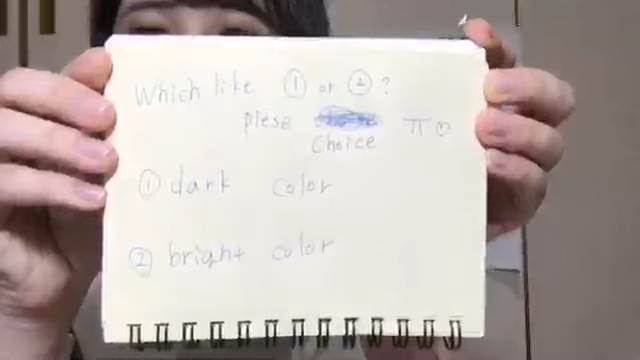 Which like ① or ② ?
plese
choice
① dark color
② bright color